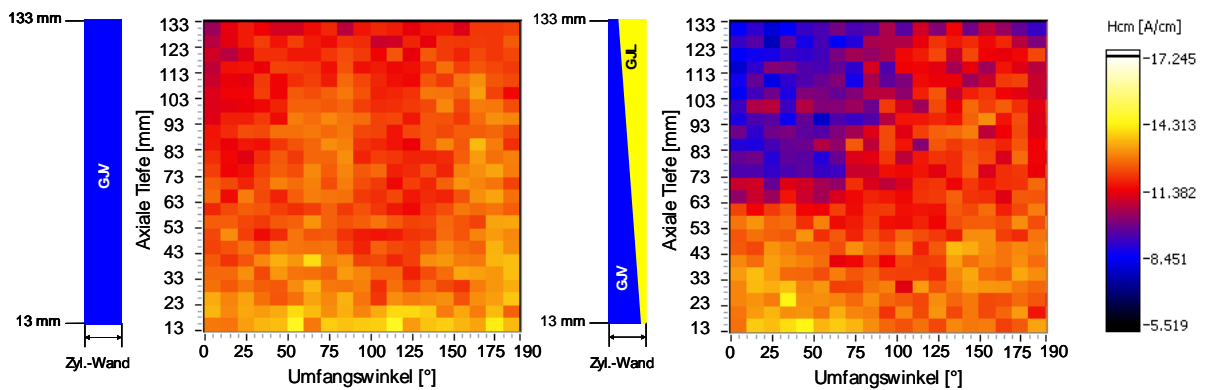 133 mm
GJV
13 mm
Zyl.-Wand
Axiale Tiefe [mm]
133
123
113
103
93
83
73
63
53
43
33
23
13
0 25 50 75 100 125 150 175 190
Umfangswinkel [°]
133 mm
GJL
GJV
13 mm
Zyl.-Wand
Axiale Tiefe [mm]
133
123
113
103
93
83
73
63
53
43
33
23
13
0 25 50 75 100 125 150 175 190
Umfangswinkel [°]
Hcm [A/cm]
17.245
14.313
11.382
8.451
5.519